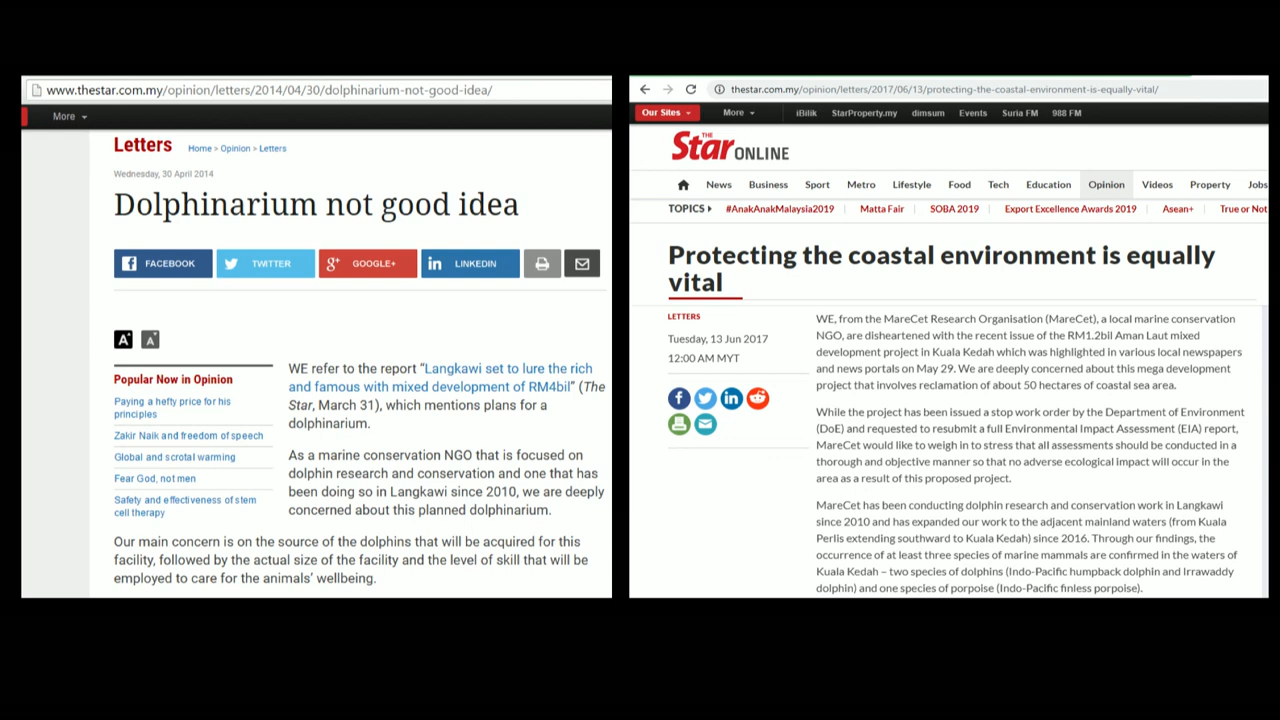 www.thestar.com.my/opinion/letters/2014/04/30/dolphinarium-not-good-idea/
More
Letters
Home > Opinion > Letters
Wednesday, 30 April 2014
Dolphinarium not good idea
FACEBOOK
TWITTER
g+ GOOGLE+
in LINKEDIN
A A
Popular Now in Opinion
Paying a hefty price for his
principles
Zakir Naik and freedom of speech
Global and scrotal warming
Fear God, not men
Safety and effectiveness of stem
cell therapy
WE refer to the report “Langkawi set to lure the rich
and famous with mixed development of RM4bil” (The
Star, March 31), which mentions plans for a
dolphinarium.
As a marine conservation NGO that is focused on
dolphin research and conservation and one that has
been doing so in Langkawi since 2010, we are deeply
concerned about this planned dolphinarium.
Our main concern is on the source of the dolphins that will be acquired for this
facility, followed by the actual size of the facility and the level of skill that will be
employed to care for the animals’ wellbeing.
thestar.com.my/opinion/letters/2017/06/13/protecting-the-coastal-environment-is-equally-vital/
Our Sites More iBilik StarProperty.my dimsum Events Suria FM 988 FM
THE Star ONLINE
News Business Sport Metro Lifestyle Food Tech Education Opinion Videos Property Jobs
TOPICS #AnakAnakMalaysia2019 Matta Fair SOBA 2019 Export Excellence Awards 2019 Asean+ True or Not
Protecting the coastal environment is equally
vital
LETTERS
Tuesday, 13 Jun 2017
12:00 AM MYT
WE, from the MareCet Research Organisation (MareCet), a local marine conservation
NGO, are disheartened with the recent issue of the RM1.2bil Aman Laut mixed
development project in Kuala Kedah which was highlighted in various local newspapers
and news portals on May 29. We are deeply concerned about this mega development
project that involves reclamation of about 50 hectares of coastal sea area.
While the project has been issued a stop work order by the Department of Environment
(DoE) and requested to resubmit a full Environmental Impact Assessment (EIA) report,
MareCet would like to weigh in to stress that all assessments should be conducted in a
thorough and objective manner so that no adverse ecological impact will occur in the
area as a result of this proposed project.
MareCet has been conducting dolphin research and conservation work in Langkawi
since 2010 and has expanded our work to the adjacent mainland waters (from Kuala
Perlis extending southward to Kuala Kedah) since 2016. Through our findings, the
occurrence of at least three species of marine mammals are confirmed in the waters of
Kuala Kedah – two species of dolphins (Indo-Pacific humpback dolphin and Irrawaddy
dolphin) and one species of porpoise (Indo-Pacific finless porpoise).